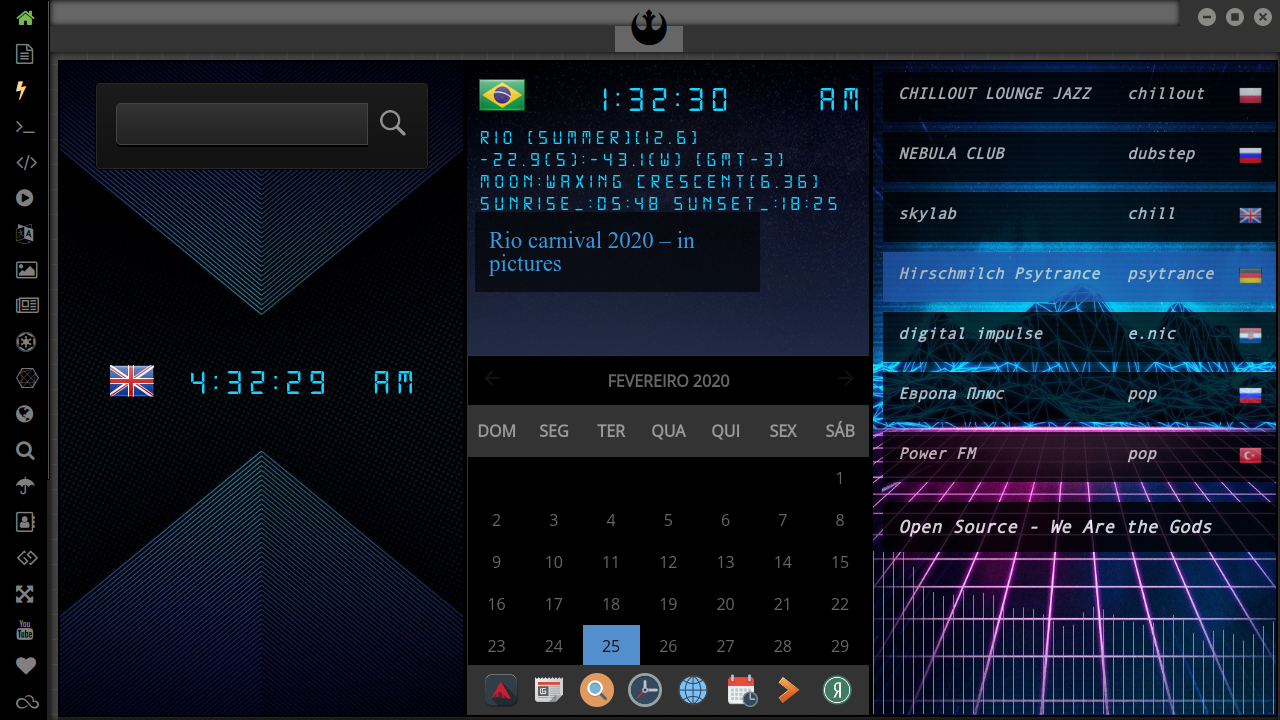 1:32:30 AM
RIO (SUMMER)(12.6)
-22.9(S):-43.1(W) (GMT-3)
MOON:WAXING CRESCENT(6.36)
SUNRISE_:05:48 SUNSET_:18:25
Rio carnival 2020 – in
pictures
4:32:29 AM
FEVEREIRO 2020
DOM SEG TER QUA QUI SEX SÁB
1
2 3 4 5 6 7 8
9 10 11 12 13 14 15
16 17 18 19 20 21 22
23 24 25 26 27 28 29
CHILLOUT LOUNGE JAZZ chillout
NEBULA CLUB dubstep
skylab chill
Hirschmilch Psytrance psytrance
digital impulse e.nic
Европа Плюс pop
Power FM pop
Open Source - We Are the Gods
You
Tube
Я